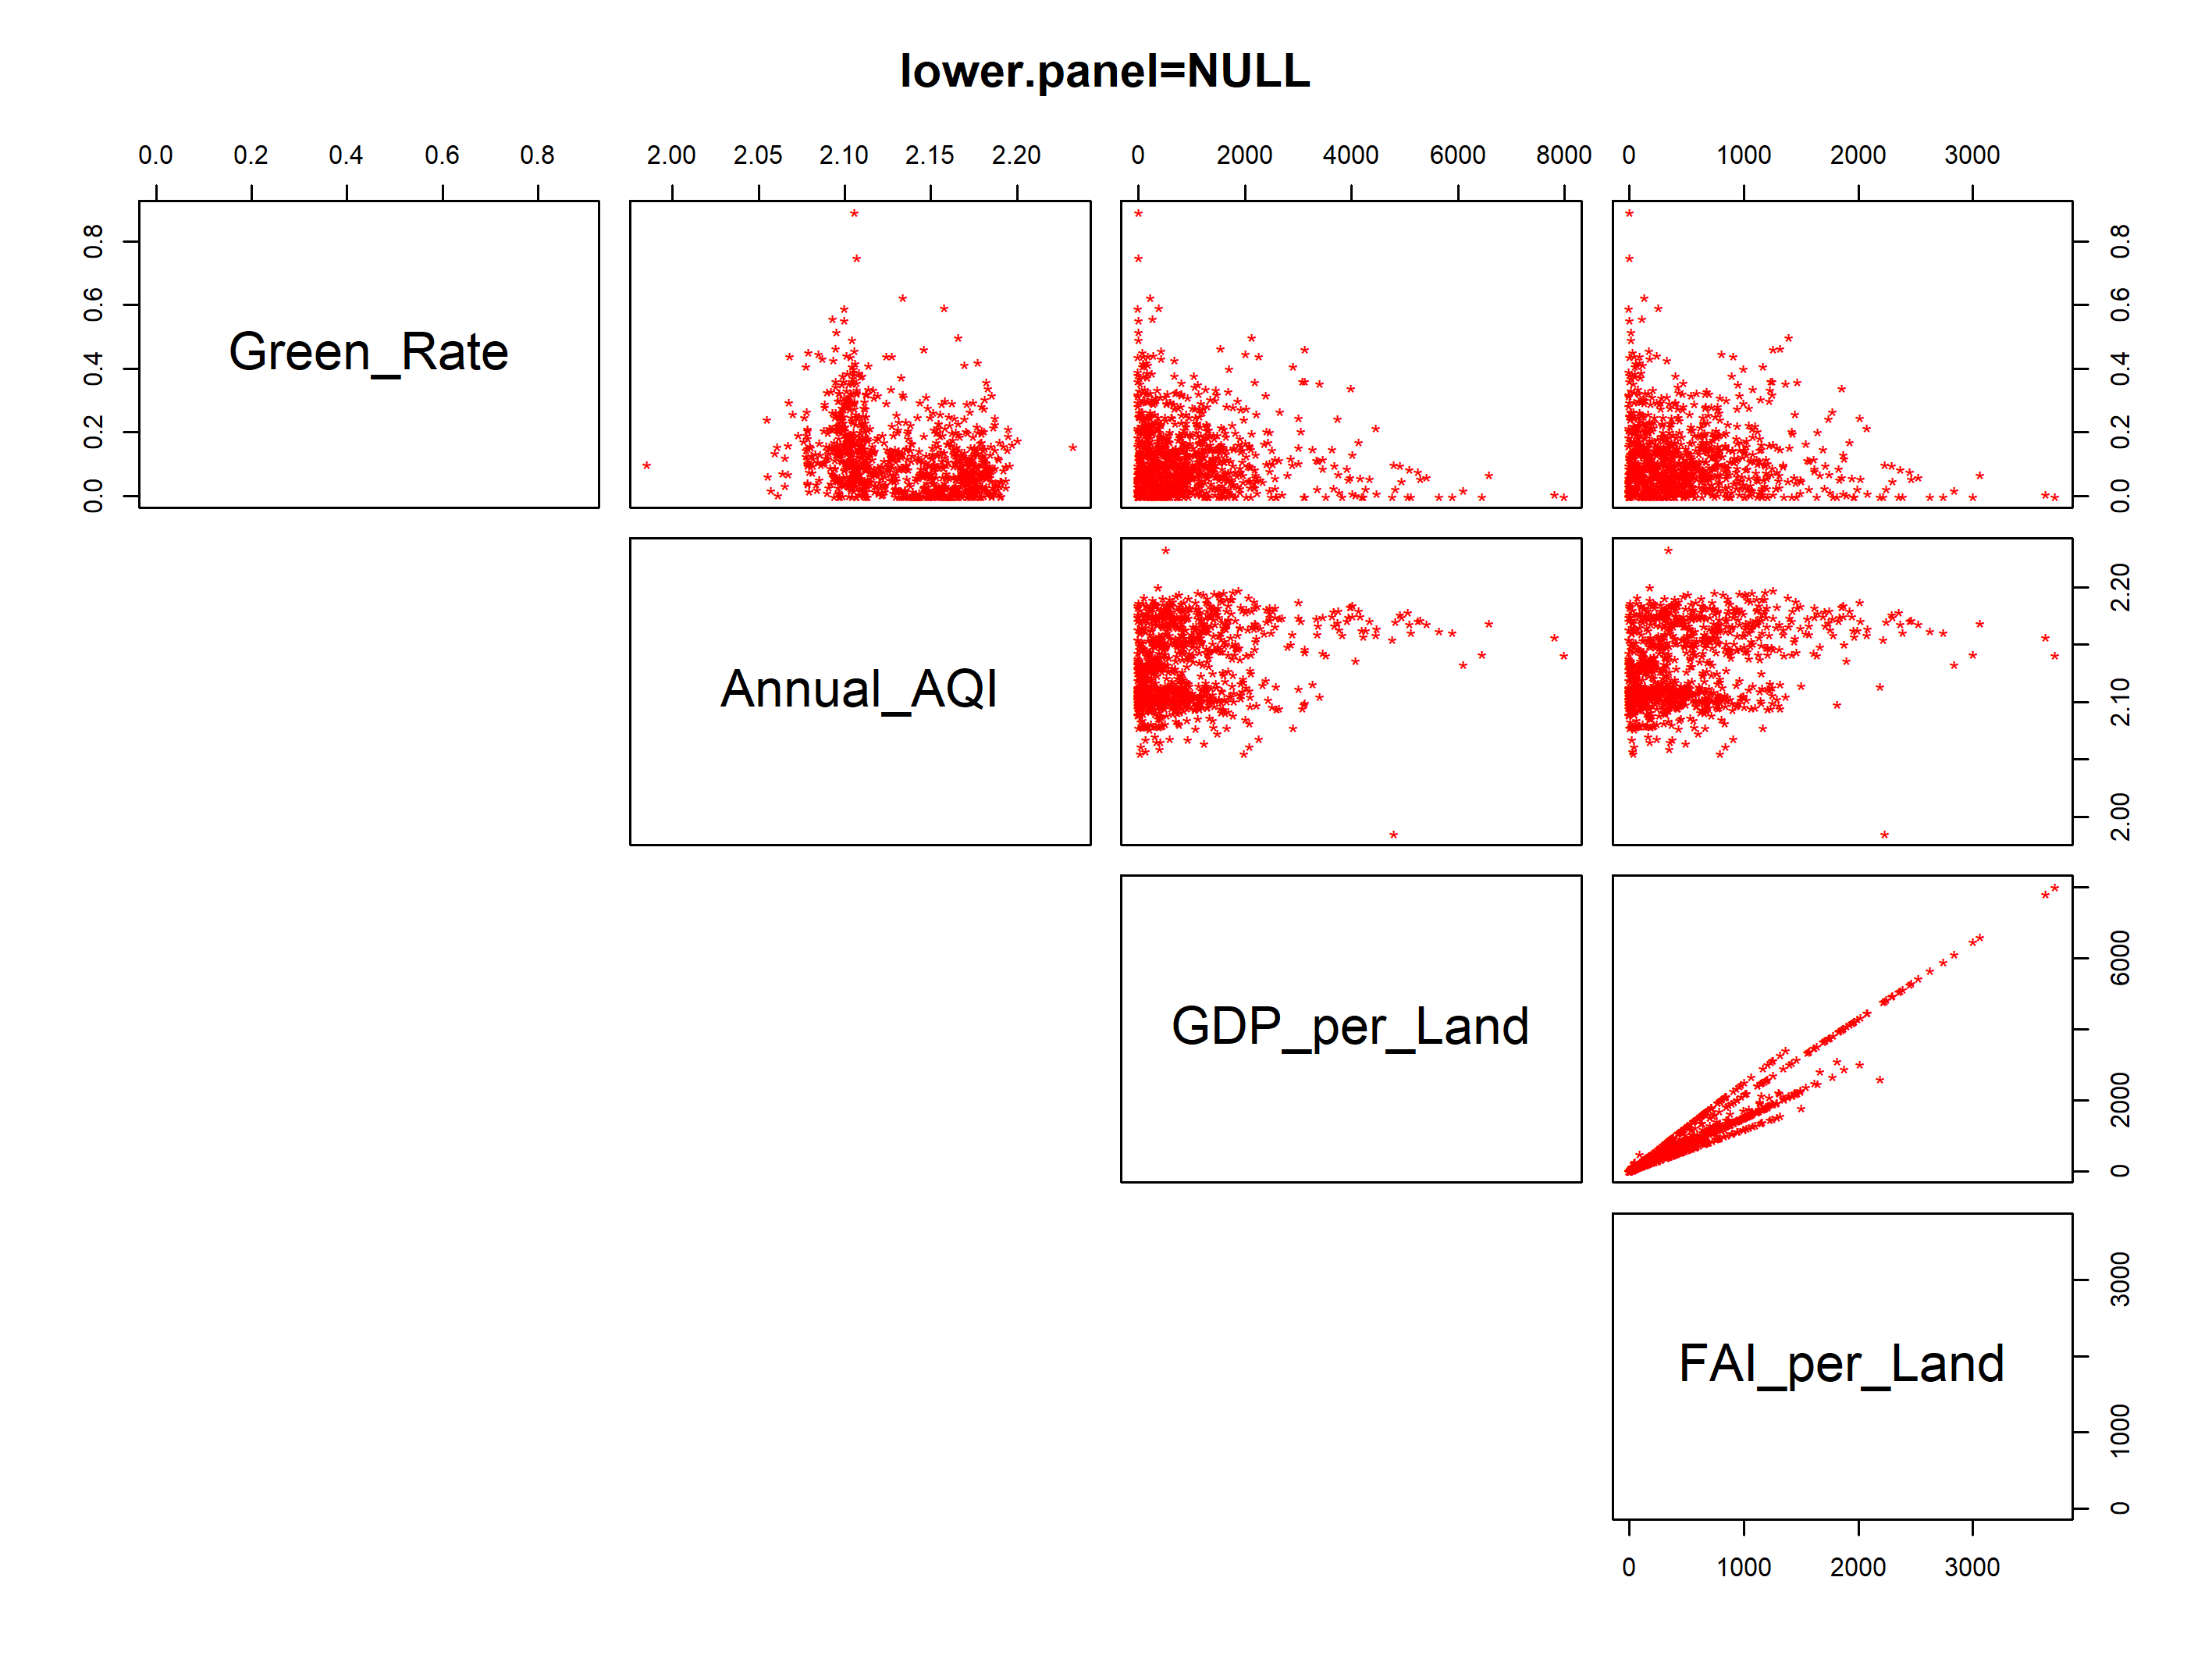 lower.panel=NULL
0.0 0.2 0.4 0.6 0.8 2.00 2.05 2.10 2.15 2.20 0 2000 4000 6000 8000 0 1000 2000 3000
0.0 0.2 0.4 0.6 0.8
Green_Rate
0.0 0.2 0.4 0.6 0.8
Annual_AQI
2.00 2.10 2.20
GDP_per_Land
0 2000 6000
FAI_per_Land
0 1000 3000
0 1000 2000 3000